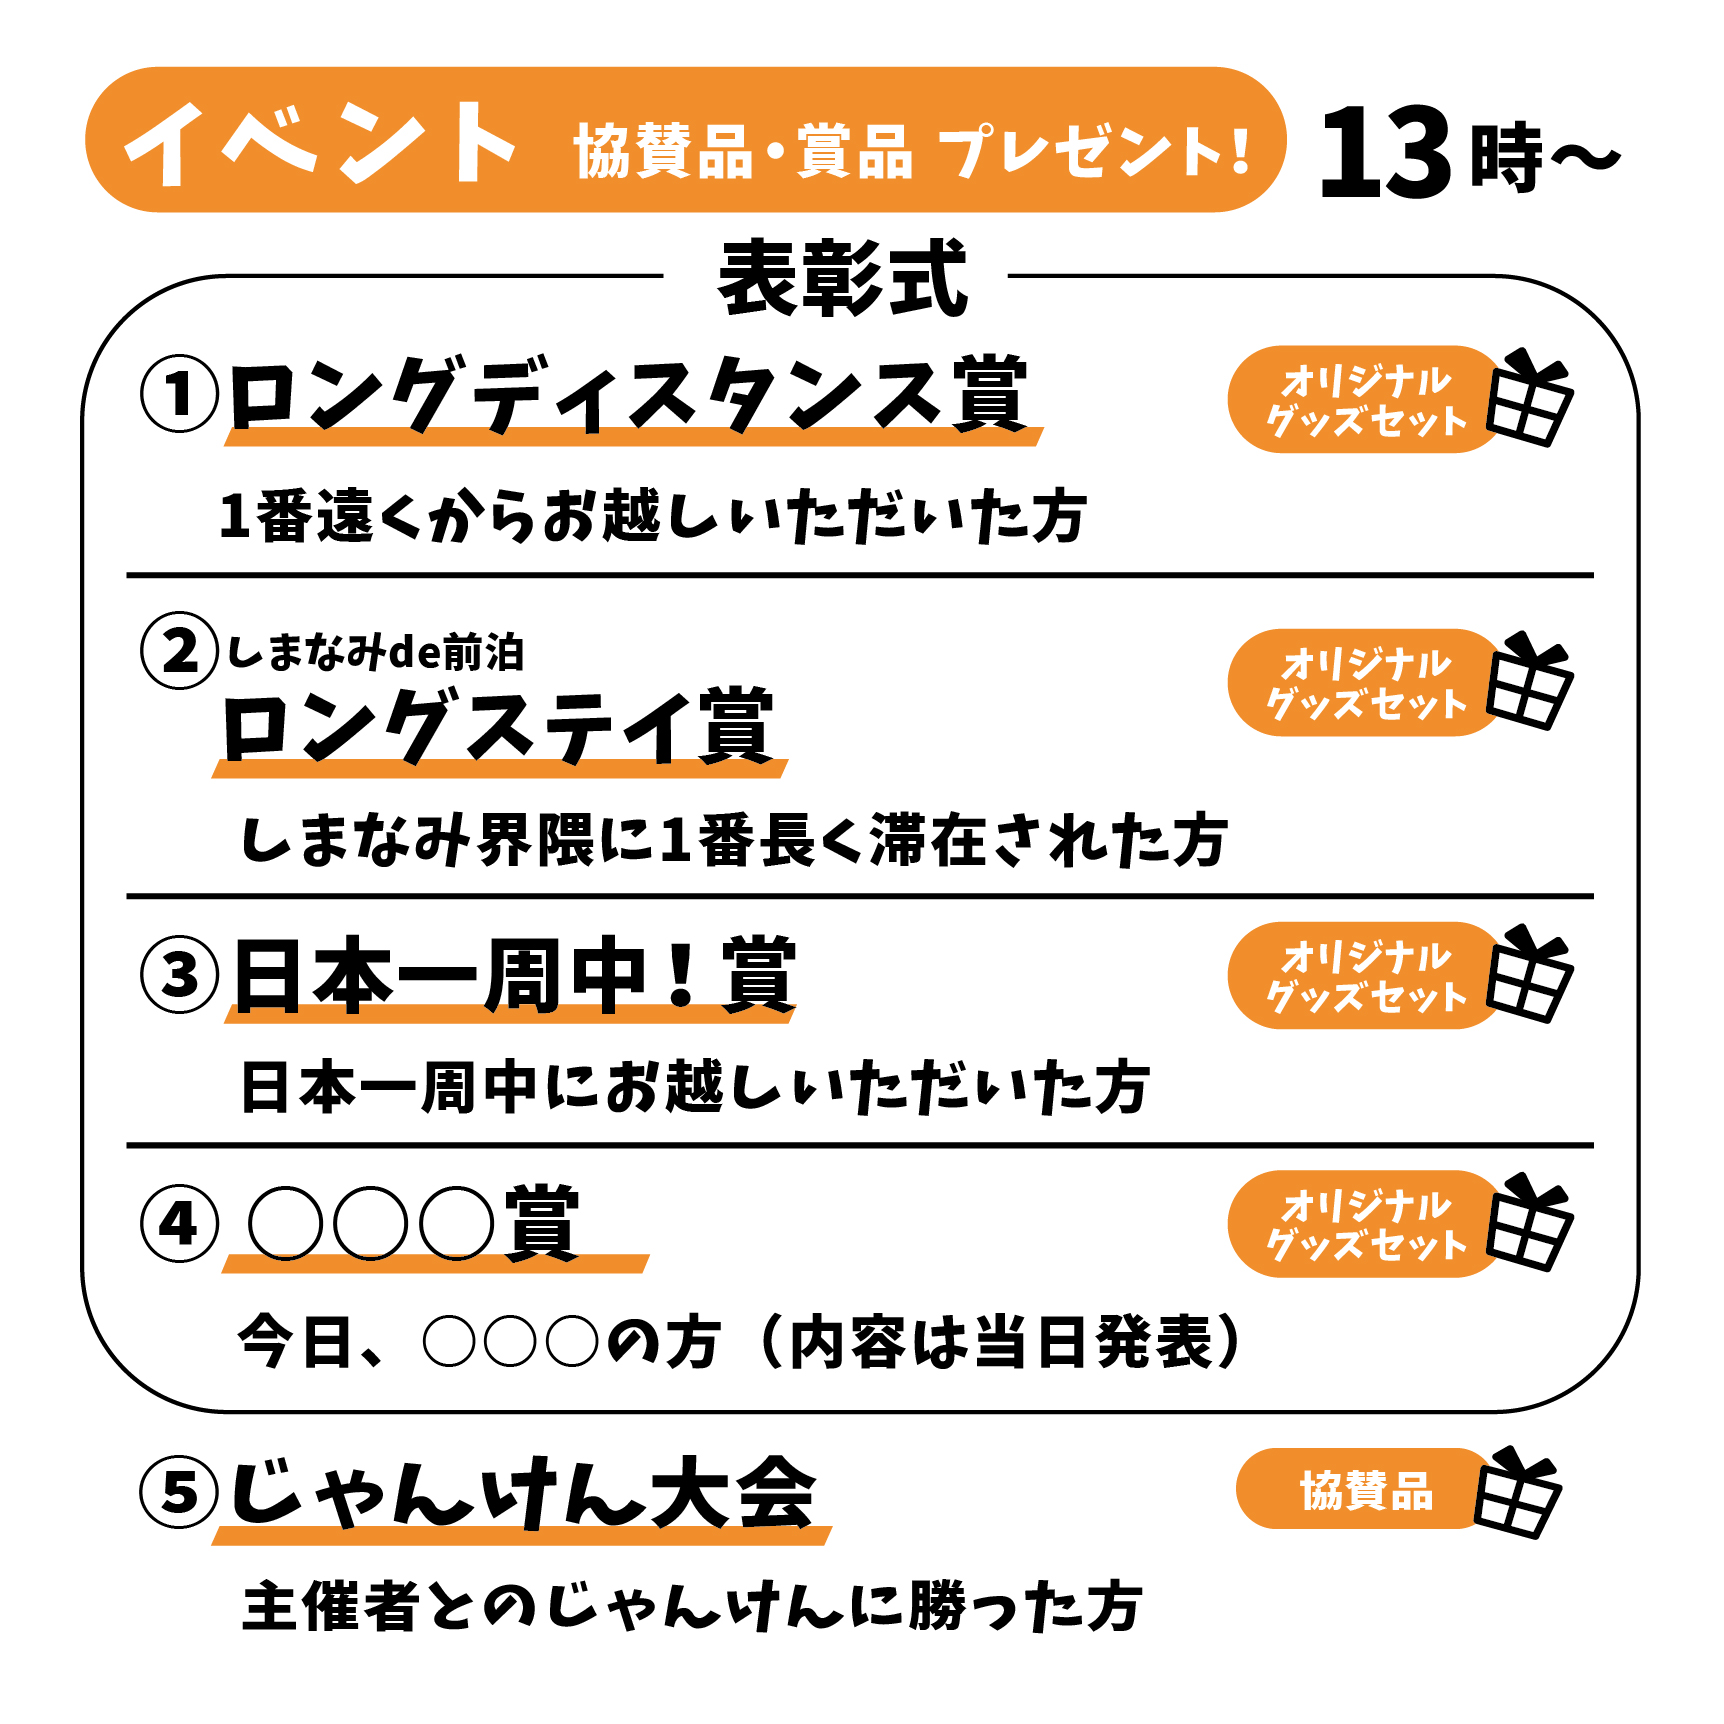 イベント 協賛品・賞品 プレゼント! 13時〜
表彰式
①ロングディスタンス賞
オリジナル
グッズセット
1番遠くからお越しいただいた方
②しまなみde前泊
ロングステイ賞
オリジナル
グッズセット
しまなみ界隈に1番長く滞在された方
③日本一周中！賞
オリジナル
グッズセット
日本一周中にお越しいただいた方
④ ○○○賞
オリジナル
グッズセット
今日、○○○の方（内容は当日発表）
⑤じゃんけん大会
協賛品
主催者とのじゃんけんに勝った方